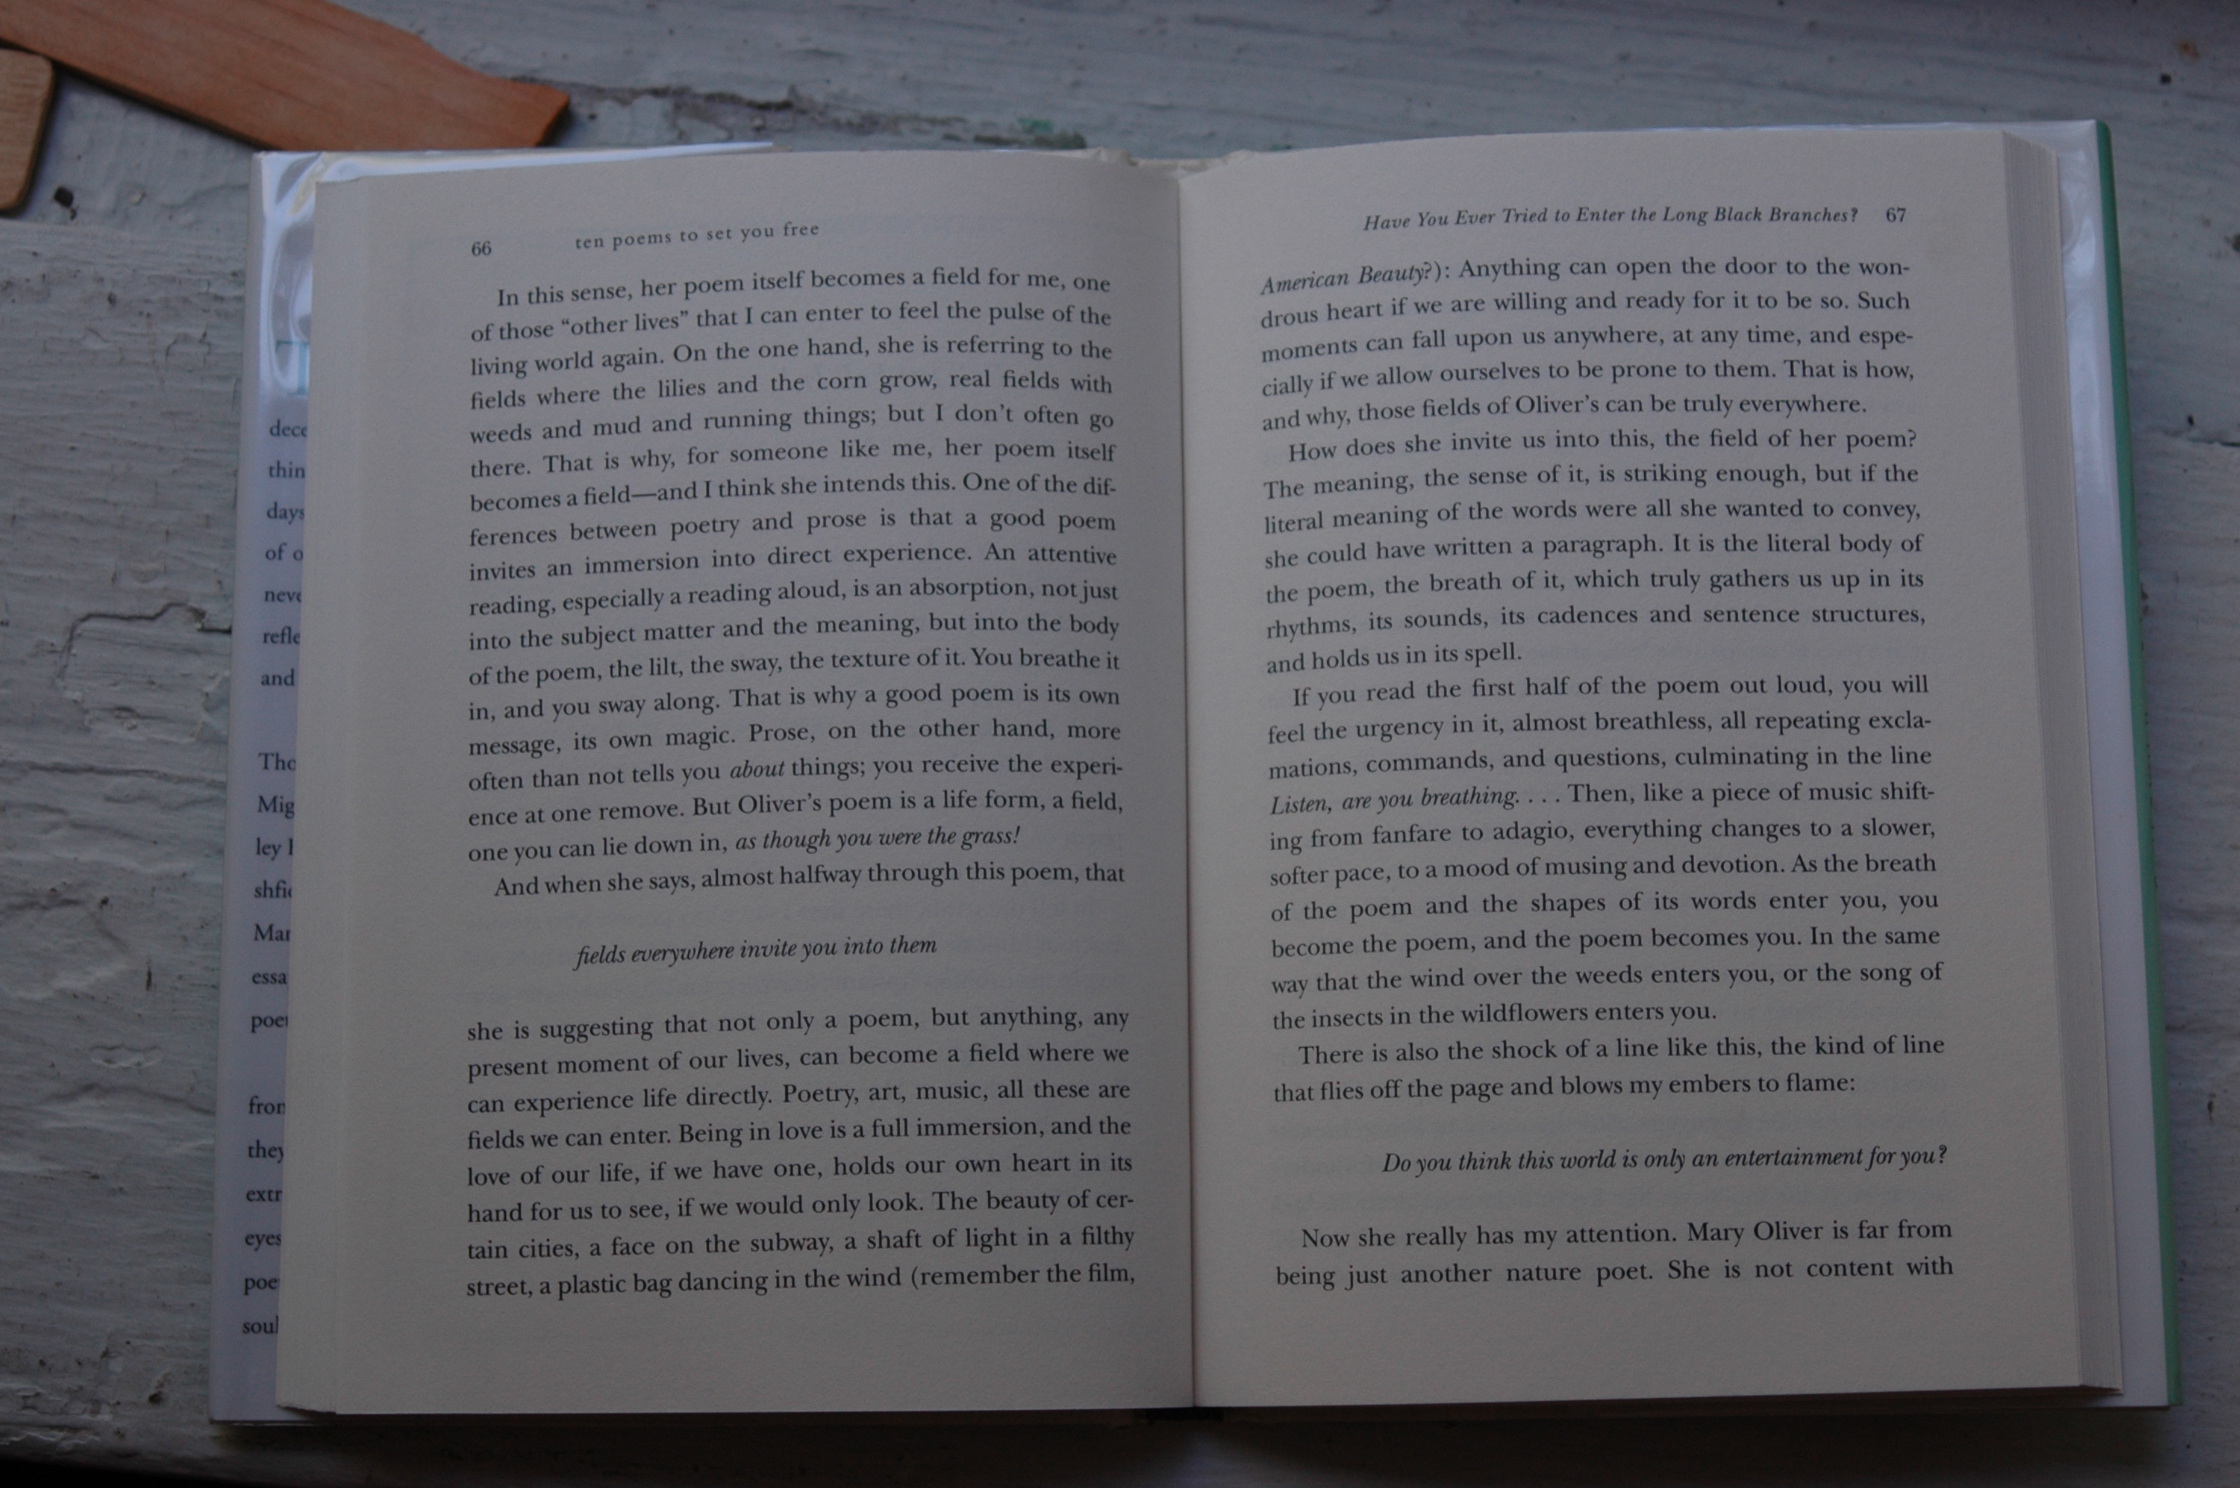 dece
thin
days
of o
neve
refle
and
Tho
Mig
ley
shfie
Mar
essa
poet
from
they
extr
eyes
poe
soul
66 ten poems to set you free
In this sense, her poem itself becomes a field for me, one
of those “other lives” that I can enter to feel the pulse of the
living world again. On the one hand, she is referring to the
fields where the lilies and the corn grow, real fields with
weeds and mud and running things; but I don’t often go
there. That is why, for someone like me, her poem itself
becomes a field—and I think she intends this. One of the dif-
ferences between poetry and prose is that a good poem
invites an immersion into direct experience. An attentive
reading, especially a reading aloud, is an absorption, not just
into the subject matter and the meaning, but into the body
of the poem, the lilt, the sway, the texture of it. You breathe it
in, and you sway along. That is why a good poem is its own
message, its own magic. Prose, on the other hand, more
often than not tells you about things; you receive the experi-
ence at one remove. But Oliver’s poem is a life form, a field,
one you can lie down in, as though you were the grass!
And when she says, almost halfway through this poem, that
fields everywhere invite you into them
she is suggesting that not only a poem, but anything, any
present moment of our lives, can become a field where we
can experience life directly. Poetry, art, music, all these are
fields we can enter. Being in love is a full immersion, and the
love of our life, if we have one, holds our own heart in its
hand for us to see, if we would only look. The beauty of cer-
tain cities, a face on the subway, a shaft of light in a filthy
street, a plastic bag dancing in the wind (remember the film,
Have You Ever Tried to Enter the Long Black Branches? 67
American Beauty?): Anything can open the door to the won-
drous heart if we are willing and ready for it to be so. Such
moments can fall upon us anywhere, at any time, and espe-
cially if we allow ourselves to be prone to them. That is how,
and why, those fields of Oliver’s can be truly everywhere.
How does she invite us into this, the field of her poem?
The meaning, the sense of it, is striking enough, but if the
literal meaning of the words were all she wanted to convey,
she could have written a paragraph. It is the literal body of
the poem, the breath of it, which truly gathers us up in its
rhythms, its sounds, its cadences and sentence structures,
and holds us in its spell.
If you read the first half of the poem out loud, you will
feel the urgency in it, almost breathless, all repeating excla-
mations, commands, and questions, culminating in the line
Listen, are you breathing. . . . Then, like a piece of music shift-
ing from fanfare to adagio, everything changes to a slower,
softer pace, to a mood of musing and devotion. As the breath
of the poem and the shapes of its words enter you, you
become the poem, and the poem becomes you. In the same
way that the wind over the weeds enters you, or the song of
the insects in the wildflowers enters you.
There is also the shock of a line like this, the kind of line
that flies off the page and blows my embers to flame:
Do you think this world is only an entertainment for you?
Now she really has my attention. Mary Oliver is far from
being just another nature poet. She is not content with